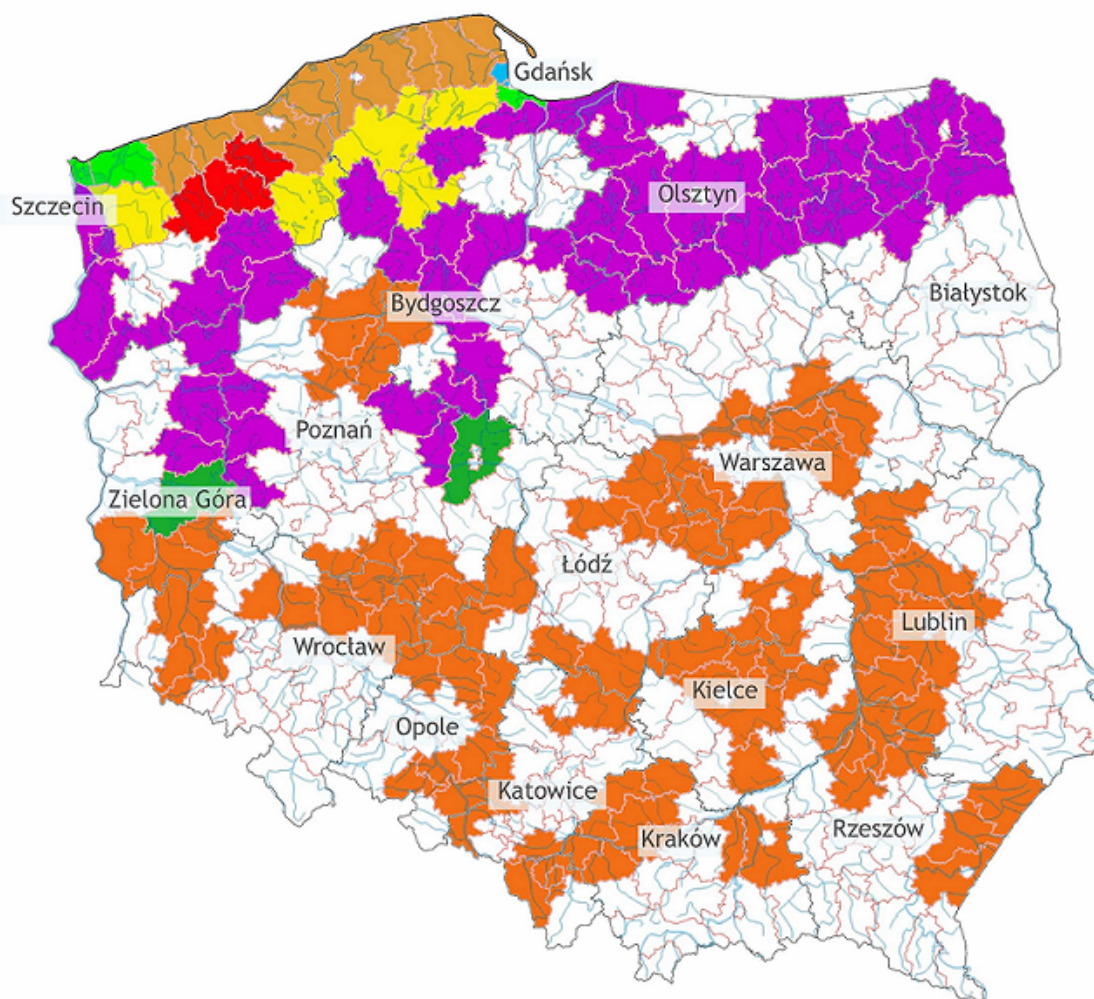 Gdańsk
Szczecin
Olsztyn
Białystok
Bydgoszcz
Poznań
Warszawa
Zielona Góra
Łódź
Lublin
Wrocław
Kielce
Opole
Katowice
Kraków
Rzeszów